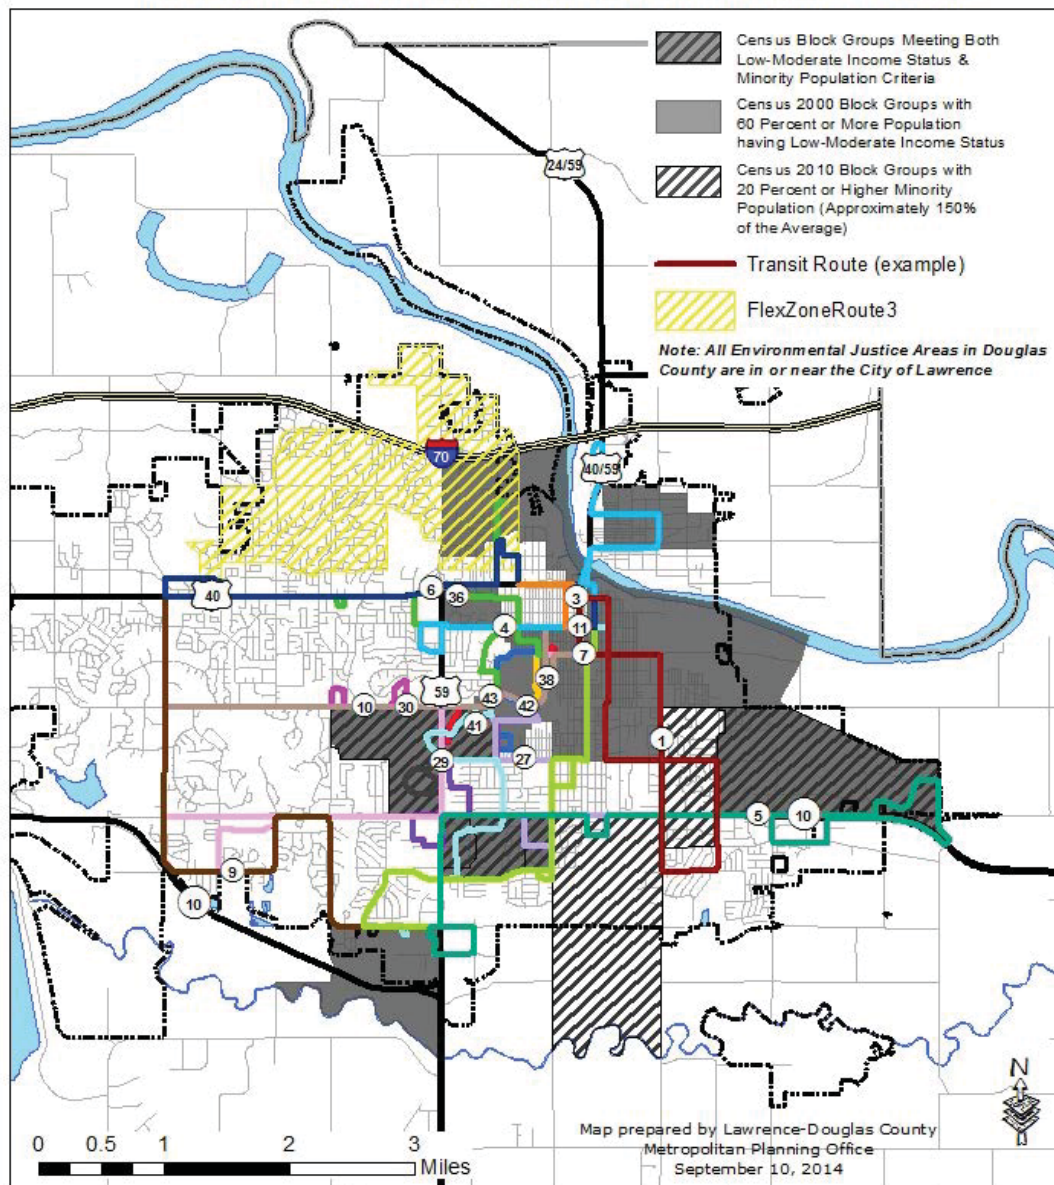 Census Block Groups Meeting Both
Low-Moderate Income Status &
Minority Population Criteria
Census 2000 Block Groups with
60 Percent or More Population
having Low-Moderate Income Status
Census 2010 Block Groups with
20 Percent or Higher Minority
Population (Approximately 150%
of the Average)
Transit Route (example)
FlexZoneRoute3
Note: All Environmental Justice Areas in Douglas
County are in or near the City of Lawrence
24/59
70
40/59
6
40
36
3
4
11
7
38
59
43
10
30
42
41
1
29
27
5
10
9
10
N
Map prepared by Lawrence-Douglas County
Metropolitan Planning Office
September 10, 2014
0 0.5 1 2 3
Miles